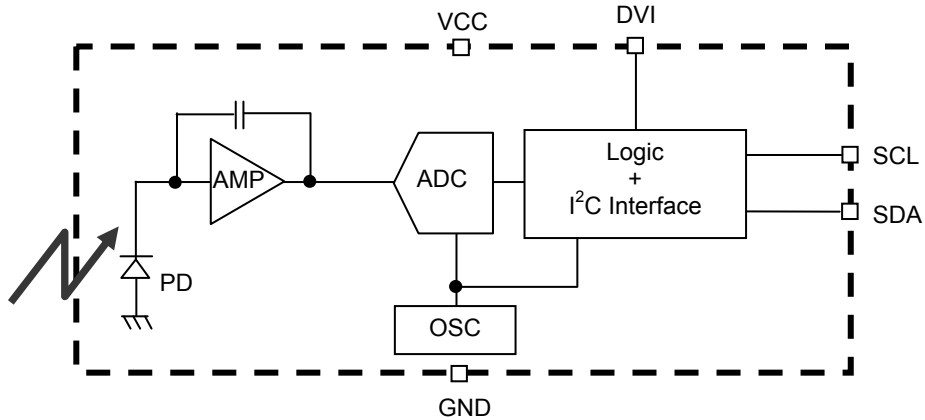 VCC
DVI
AMP
ADC
Logic
+
I²C Interface
SCL
SDA
PD
OSC
GND